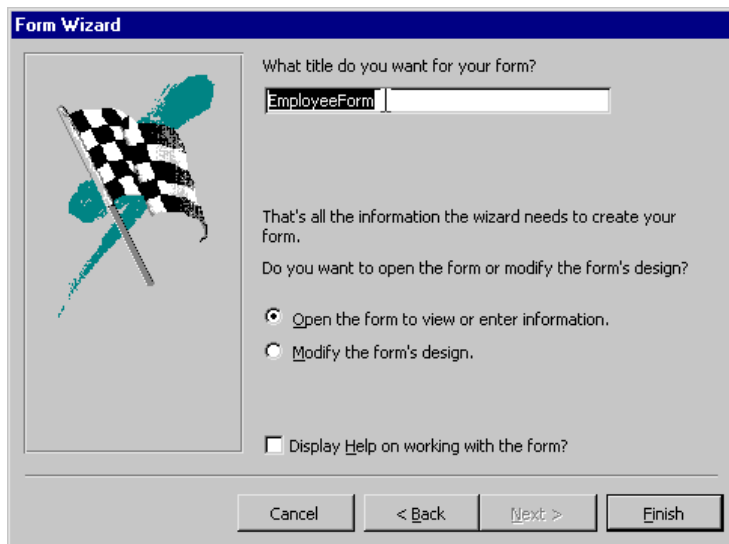 Form Wizard
What title do you want for your form?
EmployeeForm
That's all the information the wizard needs to create your
form.
Do you want to open the form or modify the form's design?
Open the form to view or enter information.
Modify the form's design.
Display Help on working with the form?
Cancel
< Back
Next >
Finish